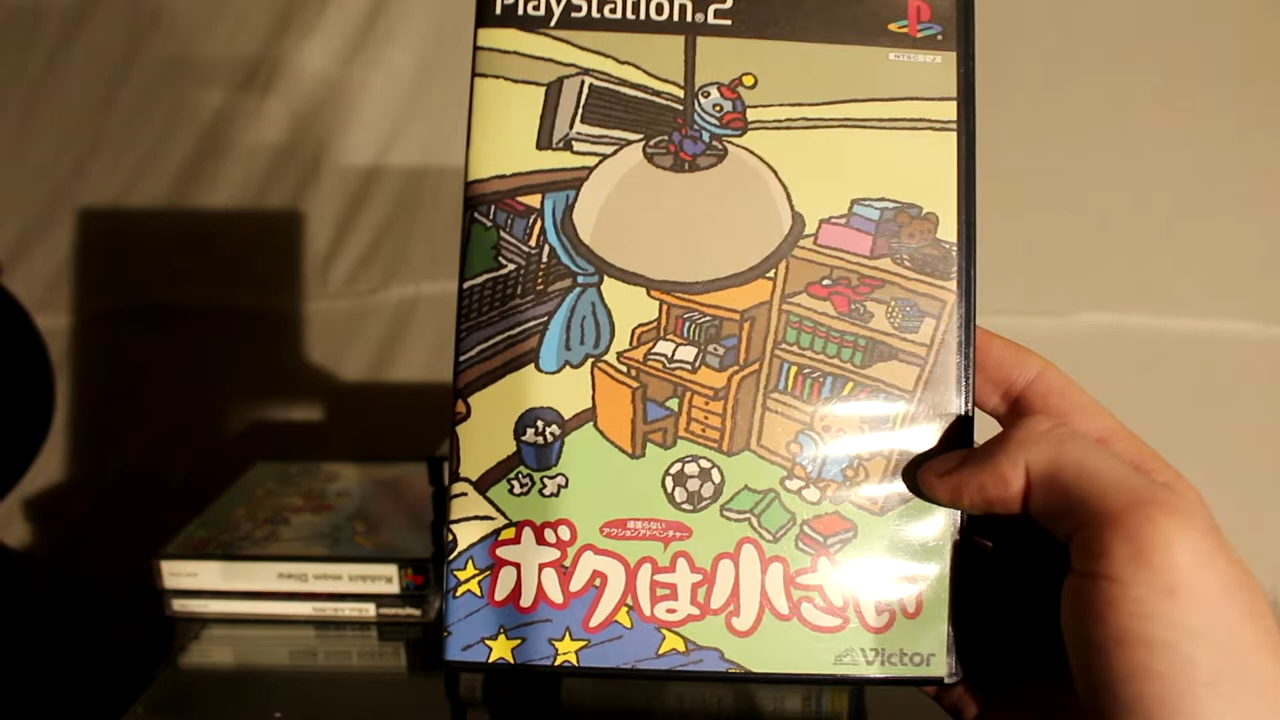 PlayStation®2
NTSC J
頑張らない
アクションアドベンチャー
ボクは小さい
Victor